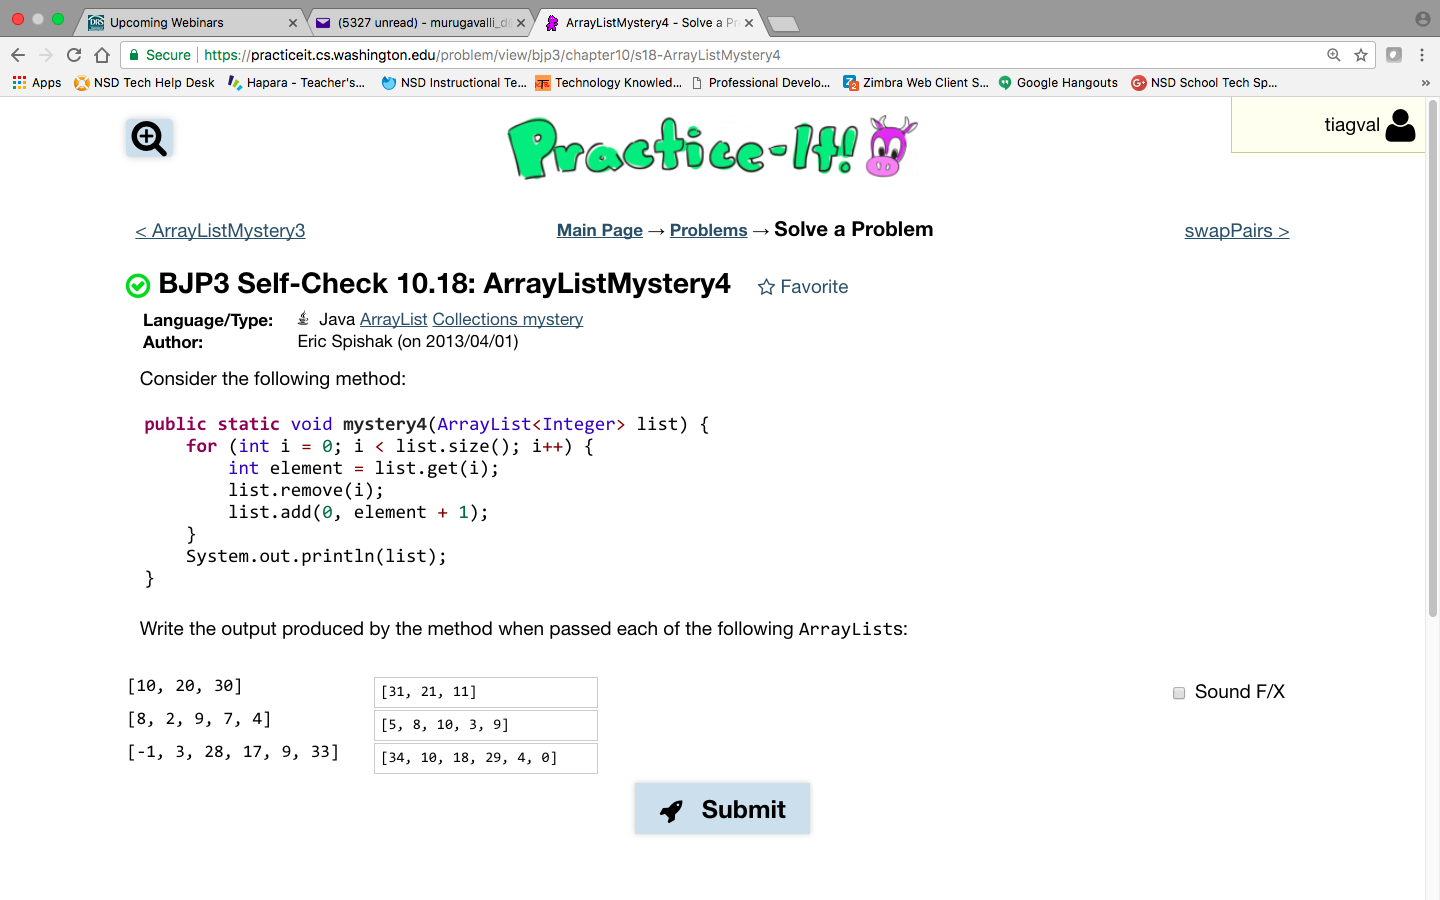 Upcoming Webinars
(5327 unread) - murugavalli_d
ArrayListMystery4 - Solve a Pr
Secure https://practiceit.cs.washington.edu/problem/view/bjp3/chapter10/s18-ArrayListMystery4
Apps NSD Tech Help Desk Hapara - Teacher's... NSD Instructional Te... Technology Knowled... Professional Develo... Zimbra Web Client S... Google Hangouts NSD School Tech Sp... »
Practice-It!
tiagval
< ArrayListMystery3 Main Page → Problems → Solve a Problem swapPairs >
BJP3 Self-Check 10.18: ArrayListMystery4 Favorite
Language/Type: Java ArrayList Collections mystery
Author: Eric Spishak (on 2013/04/01)
Consider the following method:
public static void mystery4(ArrayList<Integer> list) {
    for (int i = 0; i < list.size(); i++) {
        int element = list.get(i);
        list.remove(i);
        list.add(0, element + 1);
    }
    System.out.println(list);
}
Write the output produced by the method when passed each of the following ArrayLists:
[10, 20, 30] [31, 21, 11] Sound F/X
[8, 2, 9, 7, 4] [5, 8, 10, 3, 9]
[-1, 3, 28, 17, 9, 33] [34, 10, 18, 29, 4, 0]
Submit